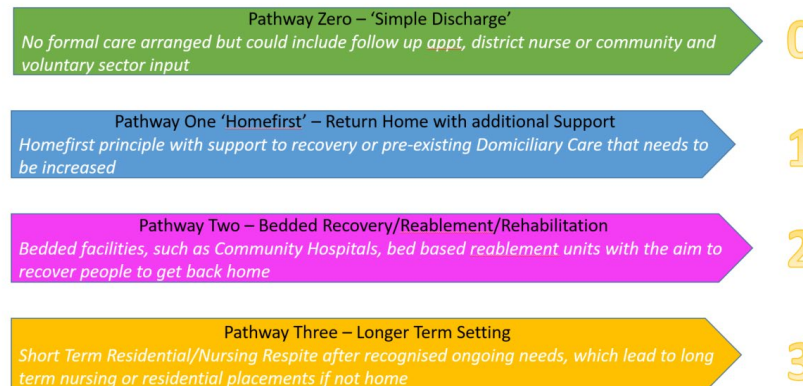 Pathway Zero – ‘Simple Discharge’
No formal care arranged but could include follow up appt, district nurse or community and
voluntary sector input
0
Pathway One ‘Homefirst’ – Return Home with additional Support
Homefirst principle with support to recovery or pre-existing Domiciliary Care that needs to
be increased
1
Pathway Two – Bedded Recovery/Reablement/Rehabilitation
Bedded facilities, such as Community Hospitals, bed based reablement units with the aim to
recover people to get back home
2
Pathway Three – Longer Term Setting
Short Term Residential/Nursing Respite after recognised ongoing needs, which lead to long
term nursing or residential placements if not home
3